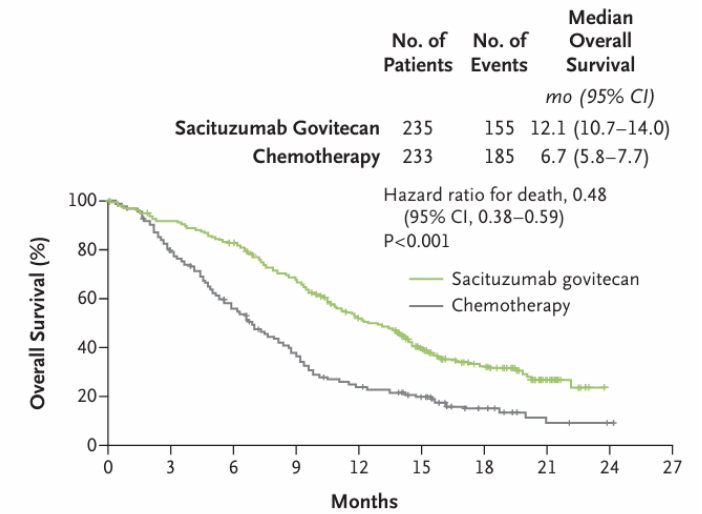 Median
No. of No. of Overall
Patients Events Survival
mo (95% CI)
Sacituzumab Govitecan 235 155 12.1 (10.7–14.0)
Chemotherapy 233 185 6.7 (5.8–7.7)
Hazard ratio for death, 0.48
(95% CI, 0.38–0.59)
P<0.001
Sacituzumab govitecan
Chemotherapy
Overall Survival (%)
100
80
60
40
20
0
0 3 6 9 12 15 18 21 24 27
Months